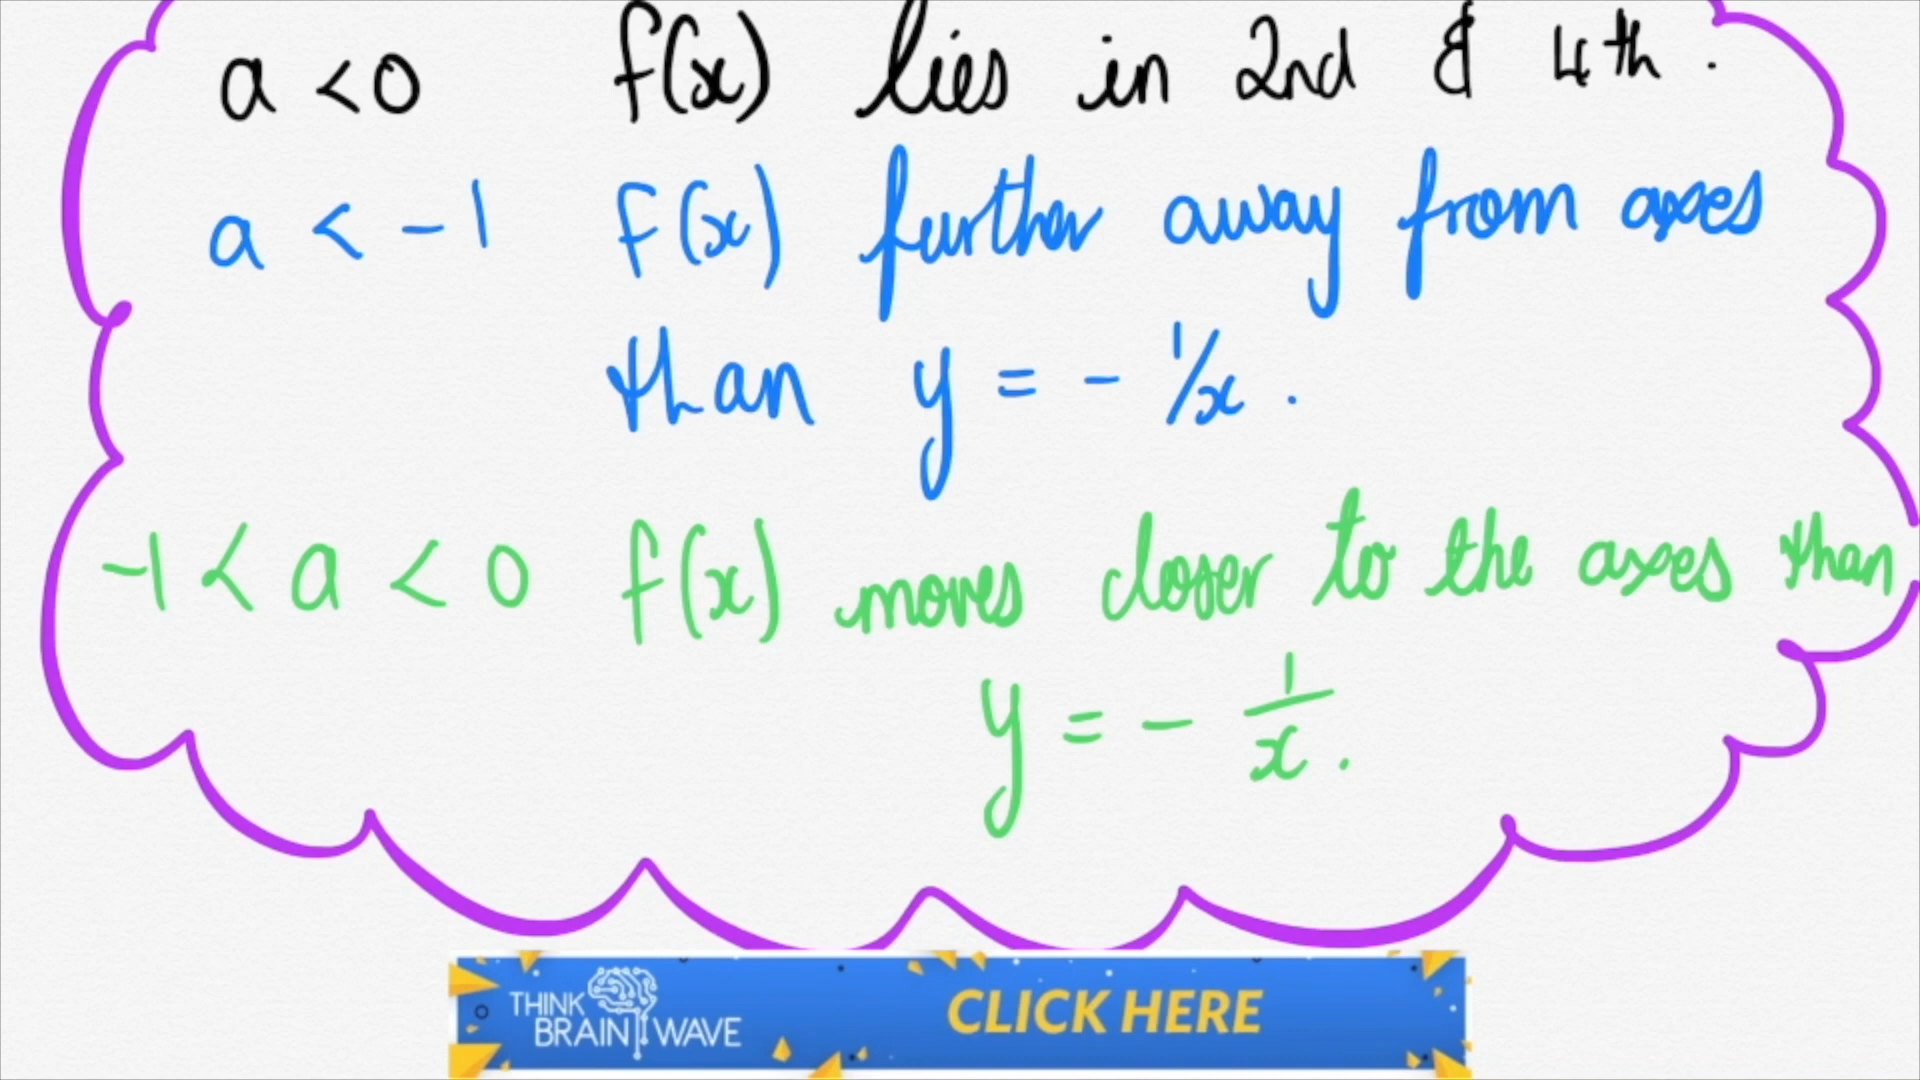 a < 0 f(x) lies in 2nd & 4th.
a < -1 f(x) further away from axes
than y = - 1/x .
-1 < a < 0 f(x) moves closer to the axes than
y = - 1/x .
THINK BRAIN WAVE
CLICK HERE